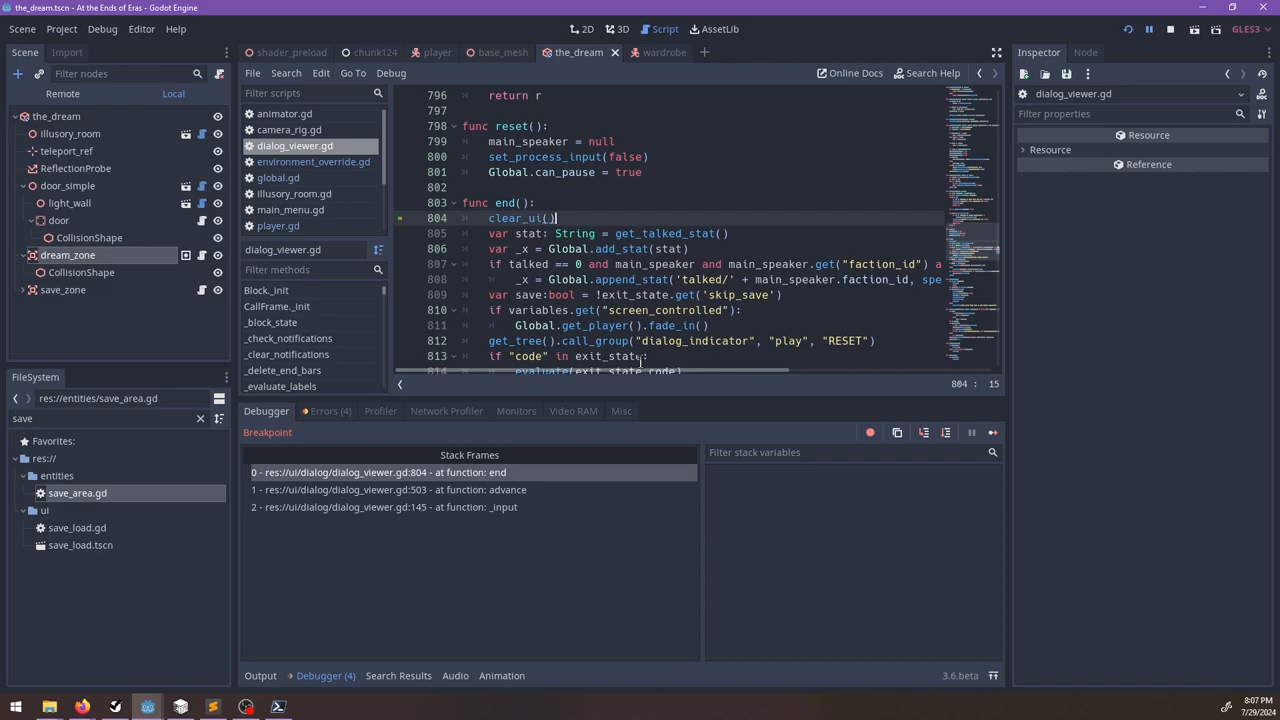 the_dream.tscn - At the Ends of Eras - Godot Engine
Scene Project Debug Editor Help
2D 3D Script AssetLib
GLES3
Scene Import
Filter nodes
Remote Local
the_dream
illusory_room
teleport_ref
ReflectionProbe
door_simple
light_wall
door
CollisionShape
dream_zone
CollisionShape
save_zone
FileSystem
res://entities/save_area.gd
save
Favorites:
res://
entities
save_area.gd
ui
save_load.gd
save_load.tscn
shader_preload chunk124 player base_mesh the_dream wardrobe
File Search Edit Go To Debug
Online Docs Search Help
Filter scripts
animator.gd
camera_rig.gd
dialog_viewer.gd
environment_override.gd
illusory_room.gd
player.gd
dialog_viewer.gd
Filter methods
Block_init
CalFrame_Init
_block_state
_check_notifications
_clear_notifications
_delete_end_bars
_evaluate_labels
796 return r
797
798 func reset():
799 main_speaker = null
800 set_process_input(false)
801 Global.can_pause = true
802
803 func end():
804 clear_ui()
805 var stat: String = get_talked_stat()
806 var _x = Global.add_stat(stat)
807 if talked == 0 and main_speaker and main_speaker.get("faction_id") a
808 _x = Global.append_stat('talked/' + main_speaker.faction_id, spe
809 var save:bool = !exit_state.get('skip_save')
810 if variables.get("screen_controlled"):
811 Global.get_player().fade_in()
812 get_tree().call_group("dialog_indicator", "play", "RESET")
813 if "code" in exit_state:
814 evaluate(exit_state.code)
804 : 15
Debugger Errors (4) Profiler Network Profiler Monitors Video RAM Misc
Breakpoint
Stack Frames
0 - res://ui/dialog/dialog_viewer.gd:804 - at function: end
1 - res://ui/dialog/dialog_viewer.gd:503 - at function: advance
2 - res://ui/dialog/dialog_viewer.gd:145 - at function: _input
Filter stack variables
Output Debugger (4) Search Results Audio Animation
3.6.beta
Inspector Node
dialog_viewer.gd
Filter properties
Resource
Resource
Reference
8:07 PM
7/29/2024